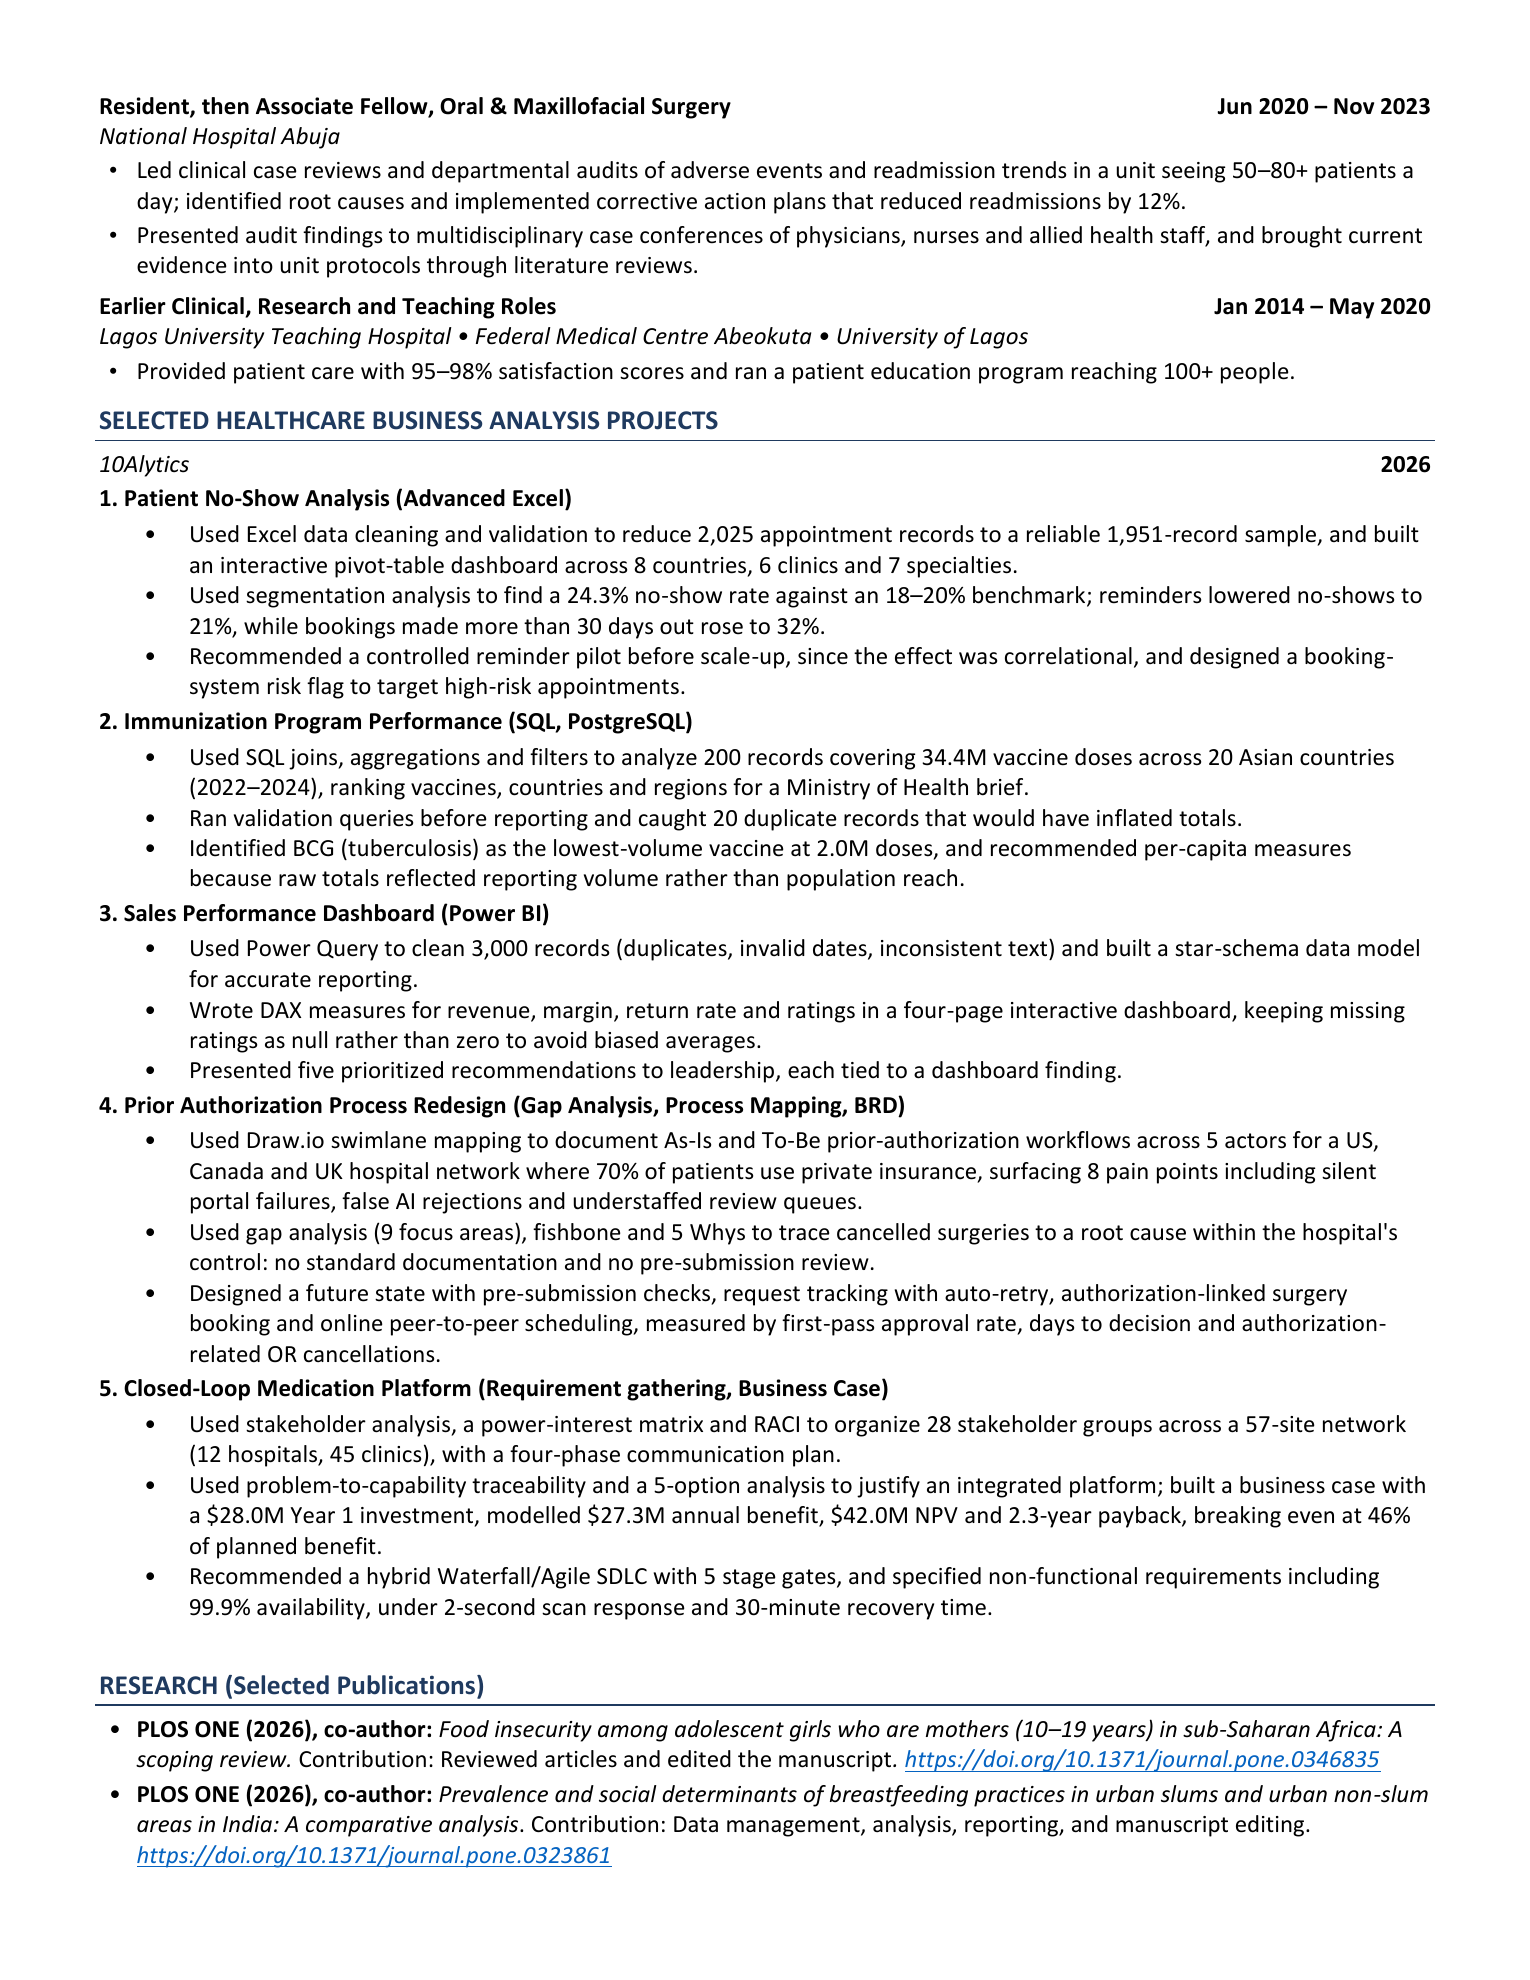 Resident, then Associate Fellow, Oral & Maxillofacial Surgery Jun 2020 – Nov 2023
National Hospital Abuja
• Led clinical case reviews and departmental audits of adverse events and readmission trends in a unit seeing 50–80+ patients a
day; identified root causes and implemented corrective action plans that reduced readmissions by 12%.
• Presented audit findings to multidisciplinary case conferences of physicians, nurses and allied health staff, and brought current
evidence into unit protocols through literature reviews.
Earlier Clinical, Research and Teaching Roles Jan 2014 – May 2020
Lagos University Teaching Hospital • Federal Medical Centre Abeokuta • University of Lagos
• Provided patient care with 95–98% satisfaction scores and ran a patient education program reaching 100+ people.
SELECTED HEALTHCARE BUSINESS ANALYSIS PROJECTS
10Alytics 2026
1. Patient No-Show Analysis (Advanced Excel)
• Used Excel data cleaning and validation to reduce 2,025 appointment records to a reliable 1,951-record sample, and built
an interactive pivot-table dashboard across 8 countries, 6 clinics and 7 specialties.
• Used segmentation analysis to find a 24.3% no-show rate against an 18–20% benchmark; reminders lowered no-shows to
21%, while bookings made more than 30 days out rose to 32%.
• Recommended a controlled reminder pilot before scale-up, since the effect was correlational, and designed a booking-
system risk flag to target high-risk appointments.
2. Immunization Program Performance (SQL, PostgreSQL)
• Used SQL joins, aggregations and filters to analyze 200 records covering 34.4M vaccine doses across 20 Asian countries
(2022–2024), ranking vaccines, countries and regions for a Ministry of Health brief.
• Ran validation queries before reporting and caught 20 duplicate records that would have inflated totals.
• Identified BCG (tuberculosis) as the lowest-volume vaccine at 2.0M doses, and recommended per-capita measures
because raw totals reflected reporting volume rather than population reach.
3. Sales Performance Dashboard (Power BI)
• Used Power Query to clean 3,000 records (duplicates, invalid dates, inconsistent text) and built a star-schema data model
for accurate reporting.
• Wrote DAX measures for revenue, margin, return rate and ratings in a four-page interactive dashboard, keeping missing
ratings as null rather than zero to avoid biased averages.
• Presented five prioritized recommendations to leadership, each tied to a dashboard finding.
4. Prior Authorization Process Redesign (Gap Analysis, Process Mapping, BRD)
• Used Draw.io swimlane mapping to document As-Is and To-Be prior-authorization workflows across 5 actors for a US,
Canada and UK hospital network where 70% of patients use private insurance, surfacing 8 pain points including silent
portal failures, false AI rejections and understaffed review queues.
• Used gap analysis (9 focus areas), fishbone and 5 Whys to trace cancelled surgeries to a root cause within the hospital's
control: no standard documentation and no pre-submission review.
• Designed a future state with pre-submission checks, request tracking with auto-retry, authorization-linked surgery
booking and online peer-to-peer scheduling, measured by first-pass approval rate, days to decision and authorization-
related OR cancellations.
5. Closed-Loop Medication Platform (Requirement gathering, Business Case)
• Used stakeholder analysis, a power-interest matrix and RACI to organize 28 stakeholder groups across a 57-site network
(12 hospitals, 45 clinics), with a four-phase communication plan.
• Used problem-to-capability traceability and a 5-option analysis to justify an integrated platform; built a business case with
a $28.0M Year 1 investment, modelled $27.3M annual benefit, $42.0M NPV and 2.3-year payback, breaking even at 46%
of planned benefit.
• Recommended a hybrid Waterfall/Agile SDLC with 5 stage gates, and specified non-functional requirements including
99.9% availability, under 2-second scan response and 30-minute recovery time.
RESEARCH (Selected Publications)
• PLOS ONE (2026), co-author: Food insecurity among adolescent girls who are mothers (10–19 years) in sub-Saharan Africa: A
scoping review. Contribution: Reviewed articles and edited the manuscript. https://doi.org/10.1371/journal.pone.0346835
• PLOS ONE (2026), co-author: Prevalence and social determinants of breastfeeding practices in urban slums and urban non-slum
areas in India: A comparative analysis. Contribution: Data management, analysis, reporting, and manuscript editing.
https://doi.org/10.1371/journal.pone.0323861